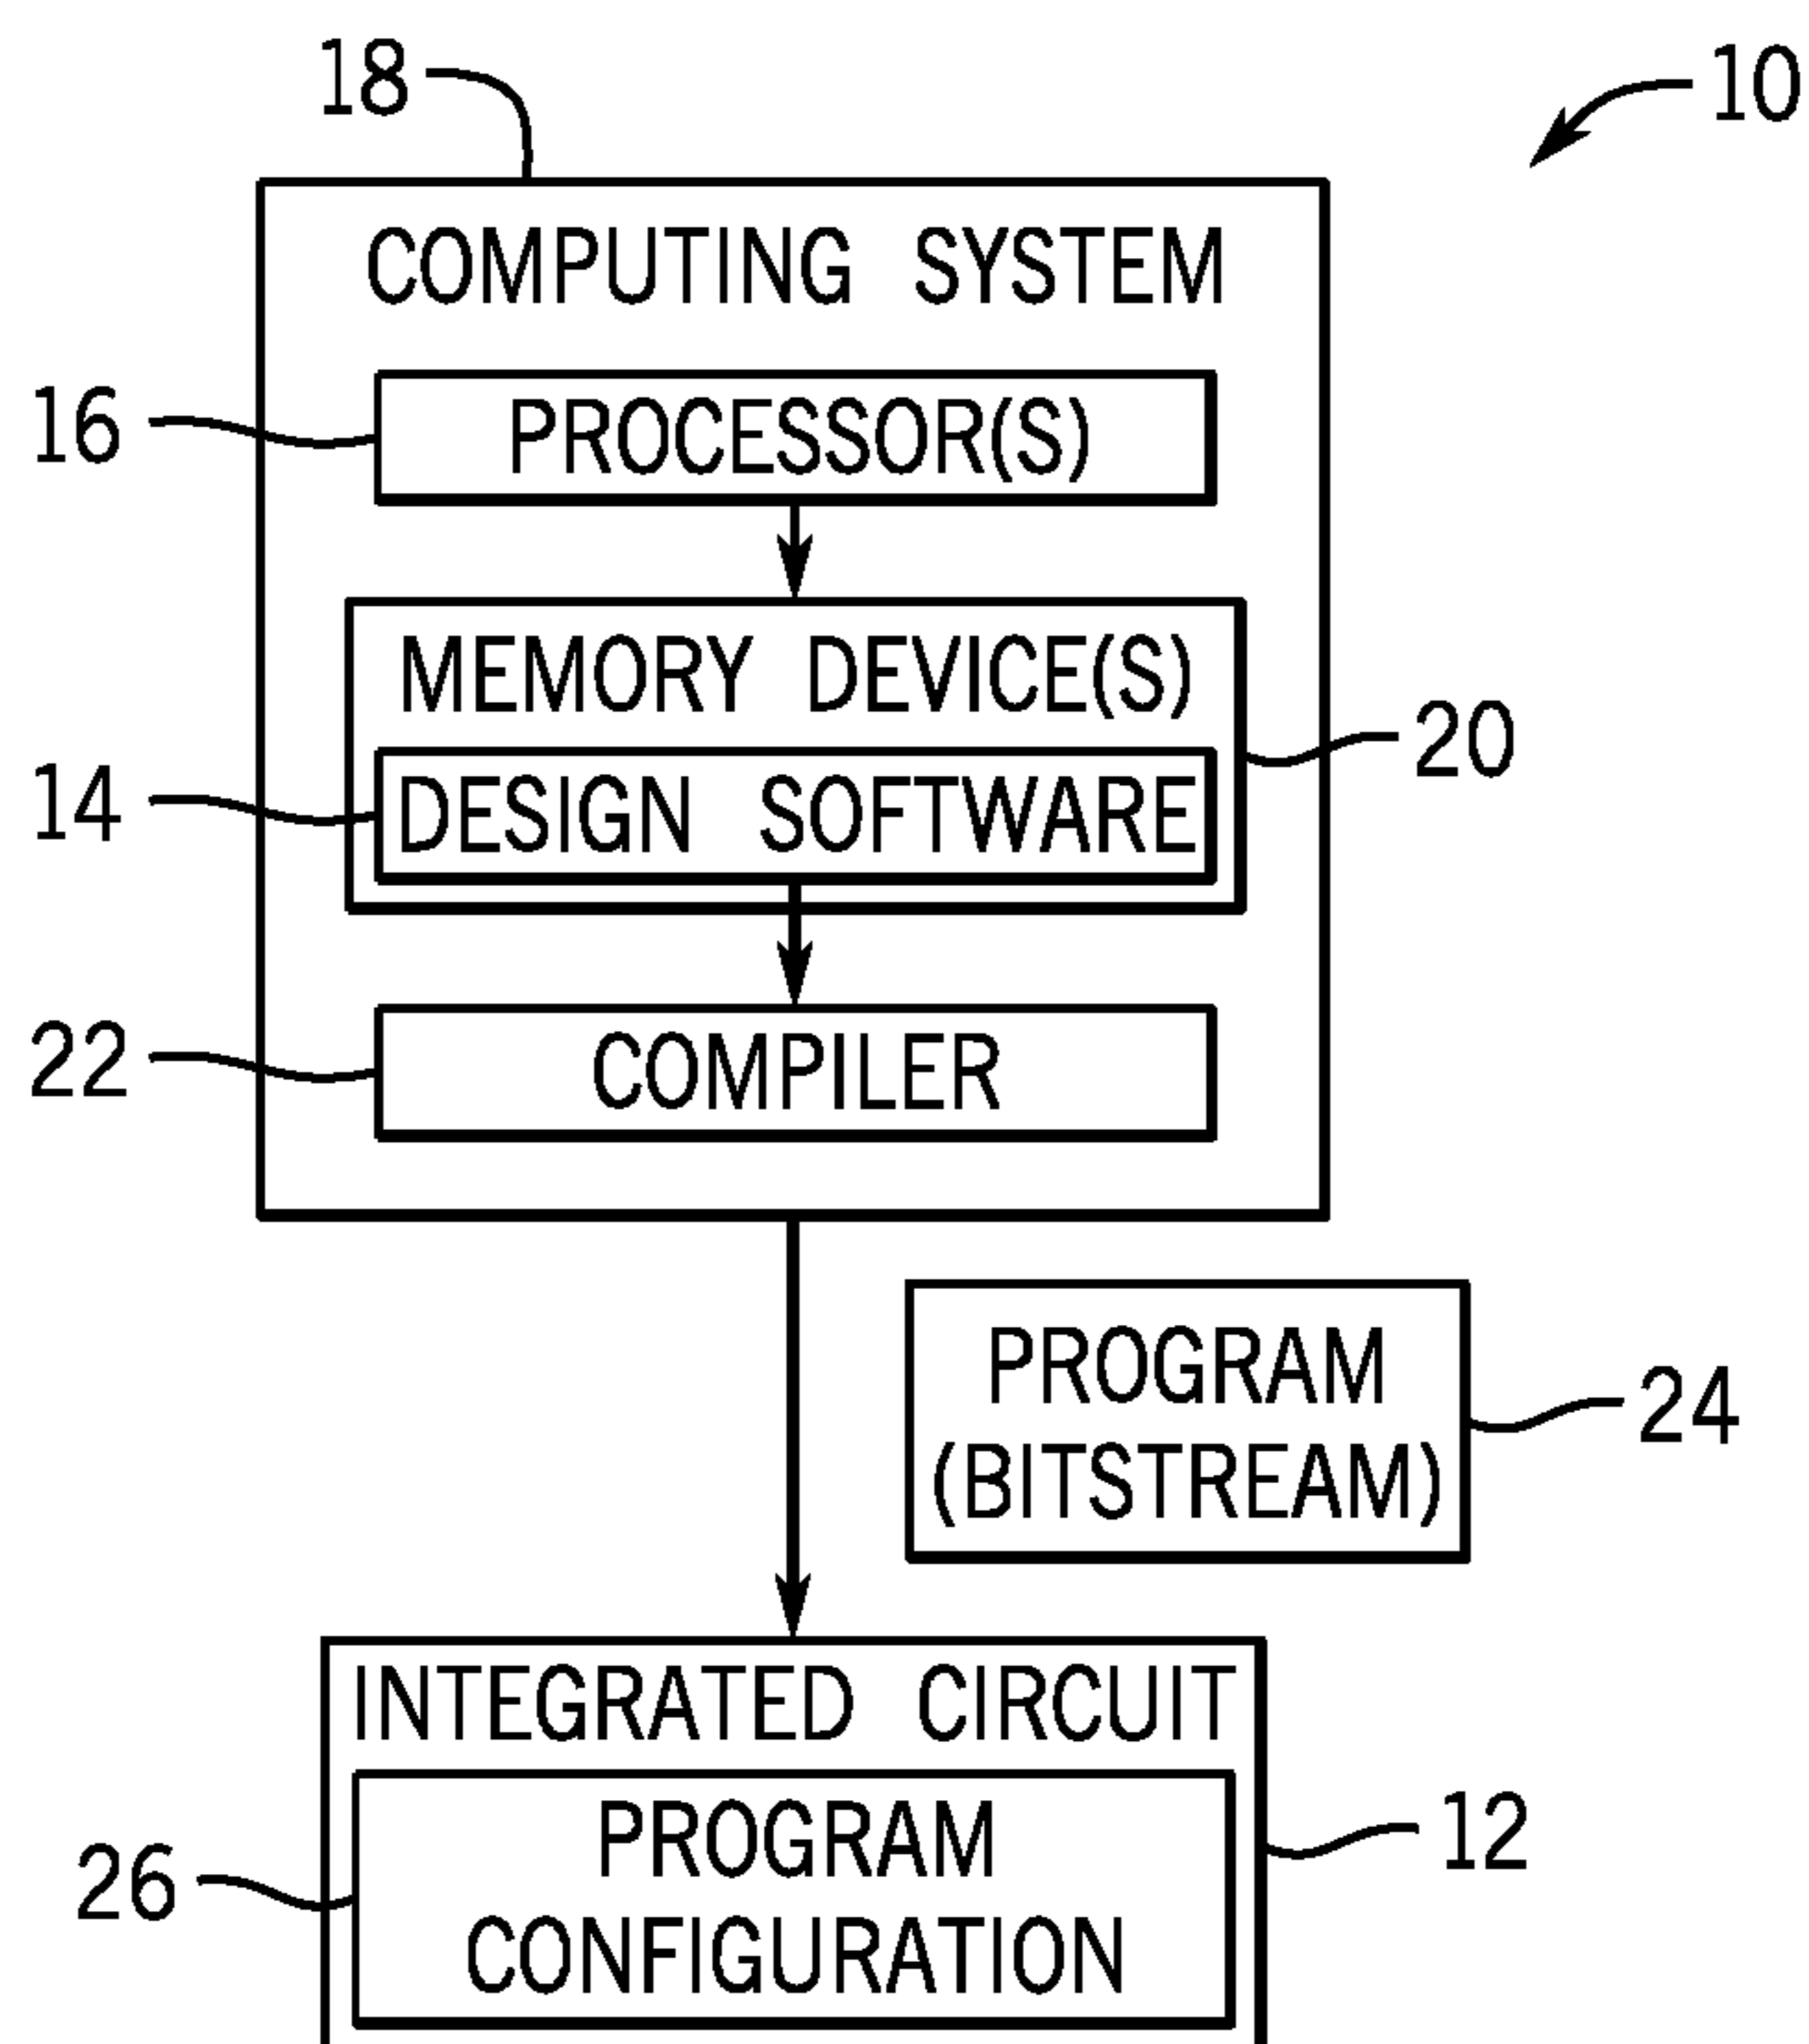 18
10
COMPUTING SYSTEM
16
PROCESSOR(S)
MEMORY DEVICE(S)
20
14
DESIGN SOFTWARE
22
COMPILER
PROGRAM
(BITSTREAM)
24
INTEGRATED CIRCUIT
12
PROGRAM
26
CONFIGURATION